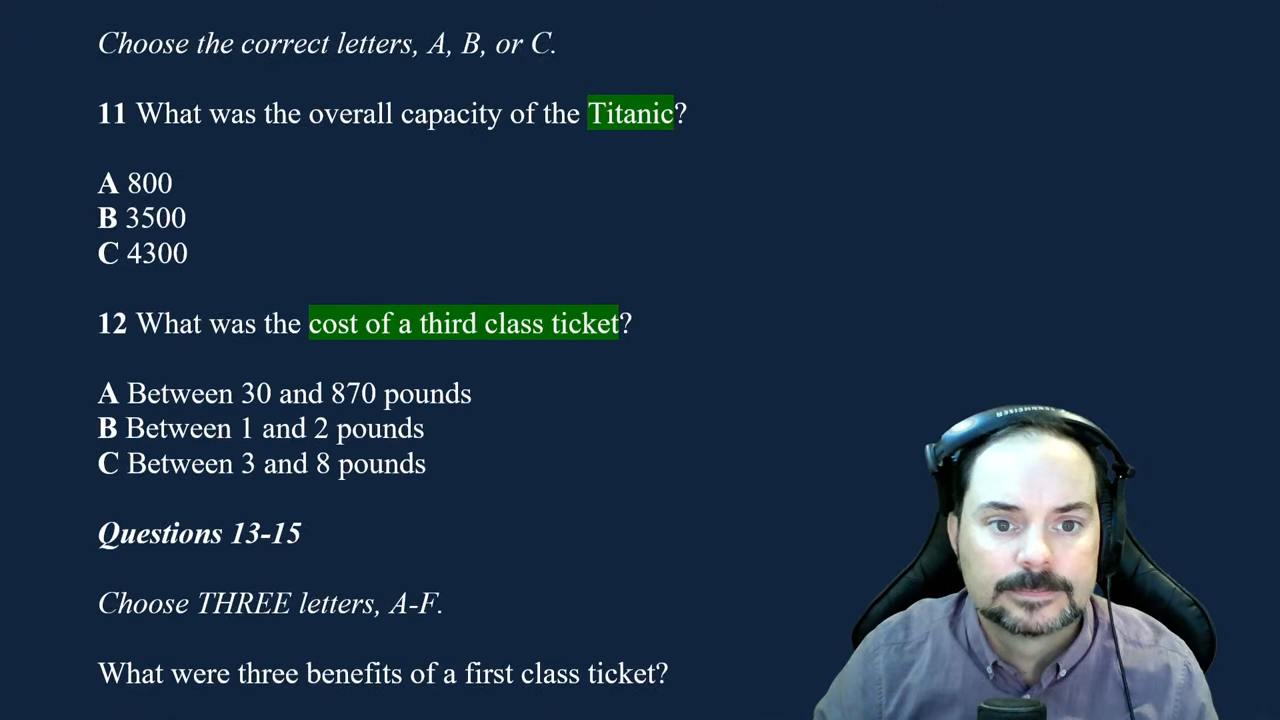 Choose the correct letters, A, B, or C.
11 What was the overall capacity of the Titanic?
A 800
B 3500
C 4300
12 What was the cost of a third class ticket?
A Between 30 and 870 pounds
B Between 1 and 2 pounds
C Between 3 and 8 pounds
Questions 13-15
Choose THREE letters, A-F.
What were three benefits of a first class ticket?
SENNHEISER